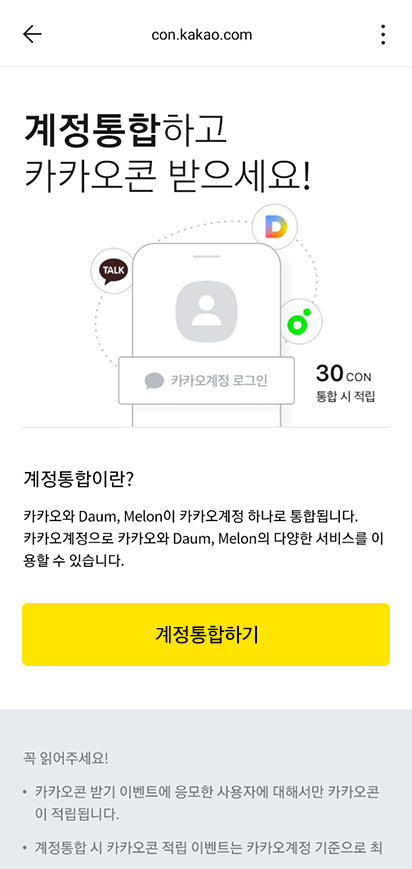 con.kakao.com
계정통합하고
카카오콘 받으세요!
D
TALK
카카오계정 로그인
30 CON
통합 시 적립
계정통합이란?
카카오와 Daum, Melon이 카카오계정 하나로 통합됩니다.
카카오계정으로 카카오와 Daum, Melon의 다양한 서비스를 이
용할 수 있습니다.
계정통합하기
꼭 읽어주세요!
• 카카오콘 받기 이벤트에 응모한 사용자에 대해서만 카카오콘
이 적립됩니다.
• 계정통합 시 카카오콘 적립 이벤트는 카카오계정 기준으로 최